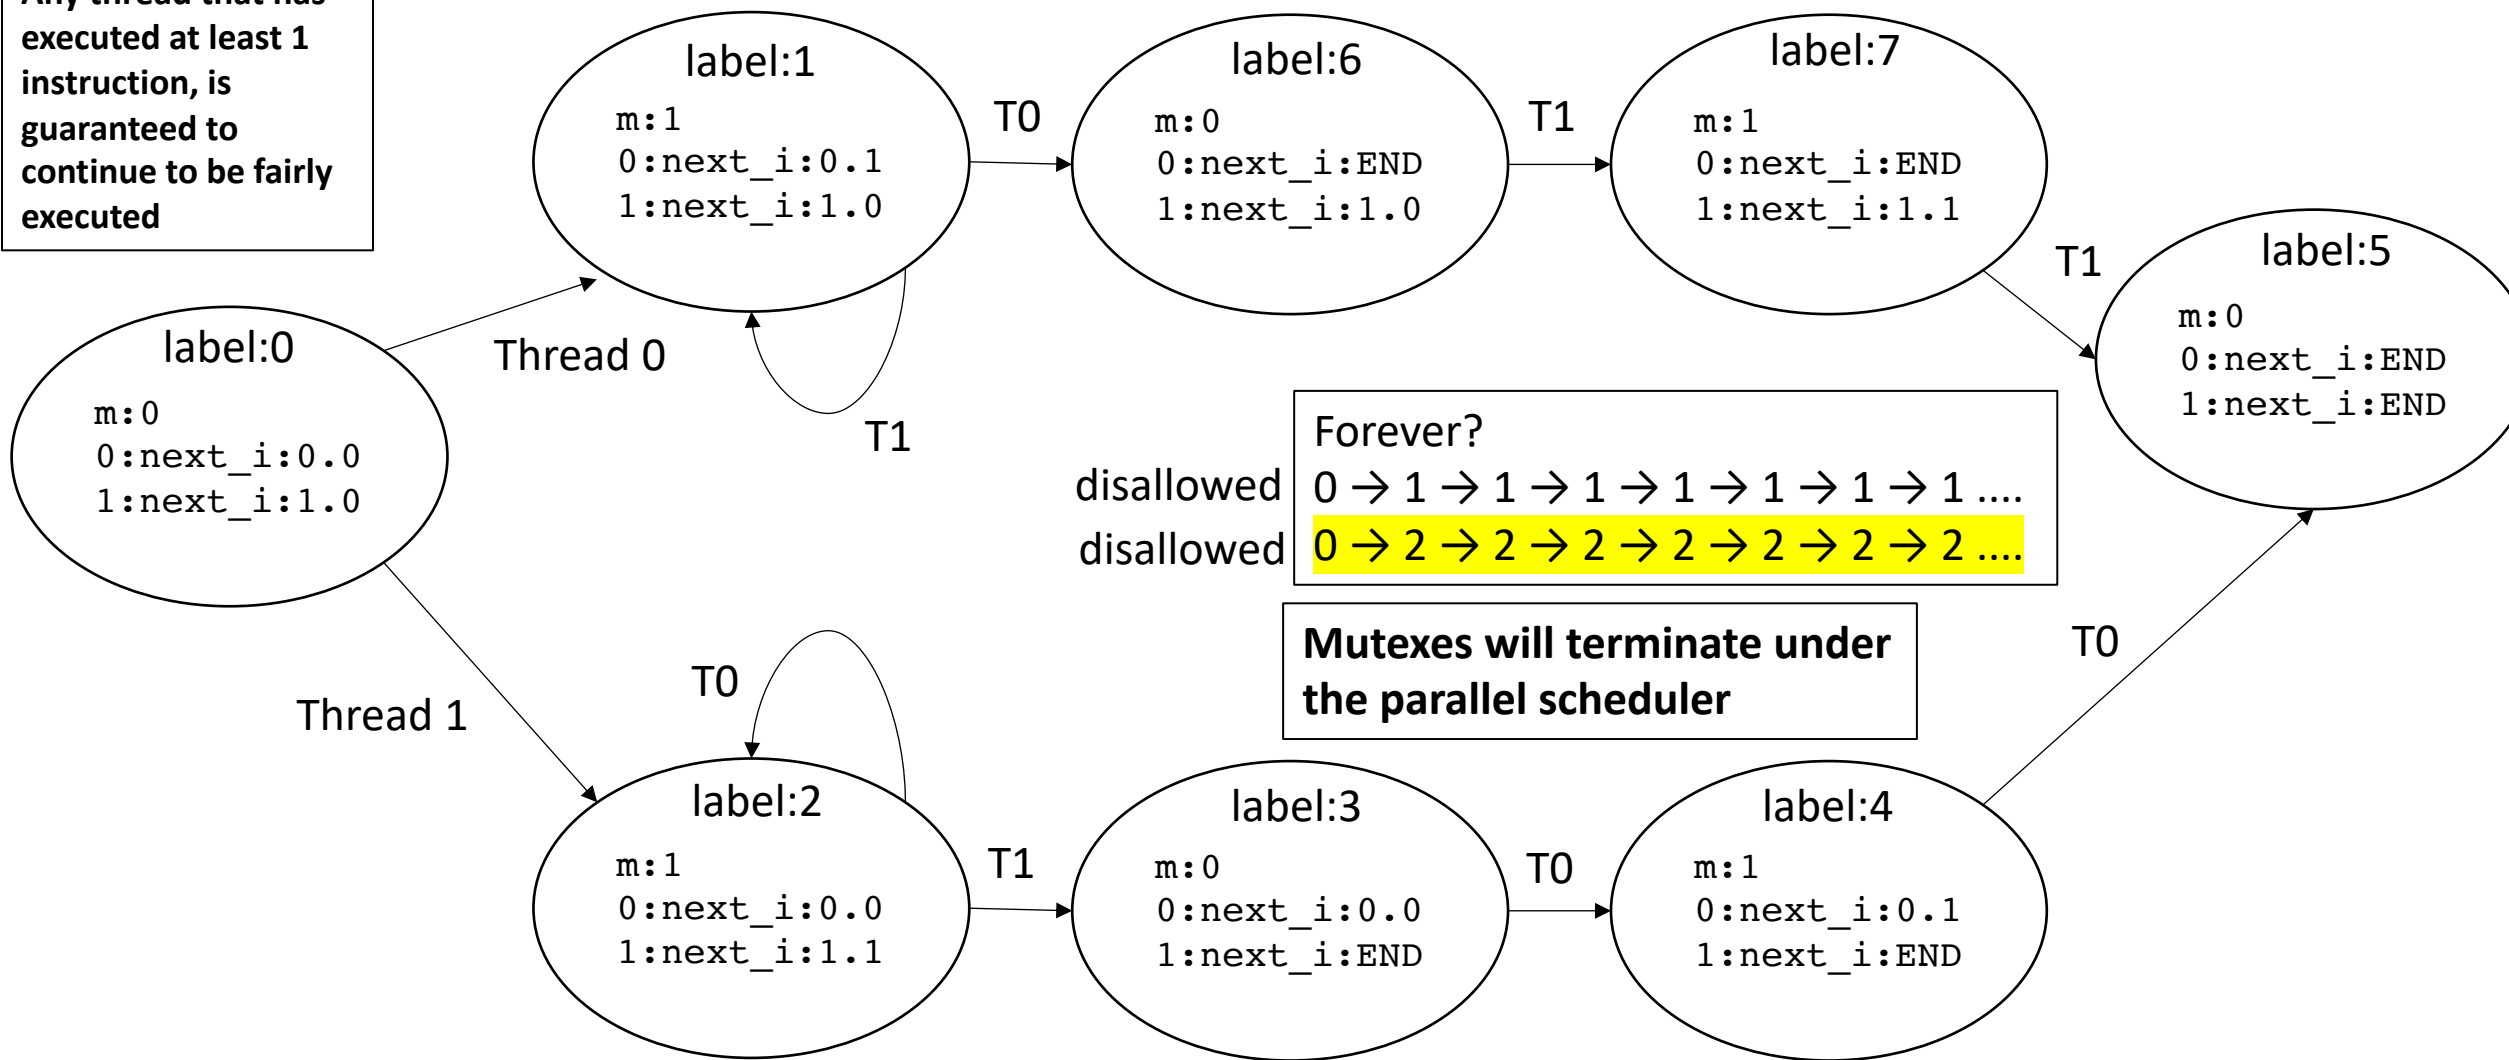 Any thread that has
executed at least 1
instruction, is
guaranteed to
continue to be fairly
executed
label:0
m:0
0:next_i:0.0
1:next_i:1.0
Thread 0
Thread 1
label:1
m:1
0:next_i:0.1
1:next_i:1.0
T1
T0
label:6
m:0
0:next_i:END
1:next_i:1.0
T1
label:7
m:1
0:next_i:END
1:next_i:1.1
T1
label:5
m:0
0:next_i:END
1:next_i:END
Forever?
disallowed 0 → 1 → 1 → 1 → 1 → 1 → 1 → 1 ....
disallowed 0 → 2 → 2 → 2 → 2 → 2 → 2 → 2 ....
Mutexes will terminate under
the parallel scheduler
T0
label:2
m:1
0:next_i:0.0
1:next_i:1.1
T1
label:3
m:0
0:next_i:0.0
1:next_i:END
T0
label:4
m:1
0:next_i:0.1
1:next_i:END
T0